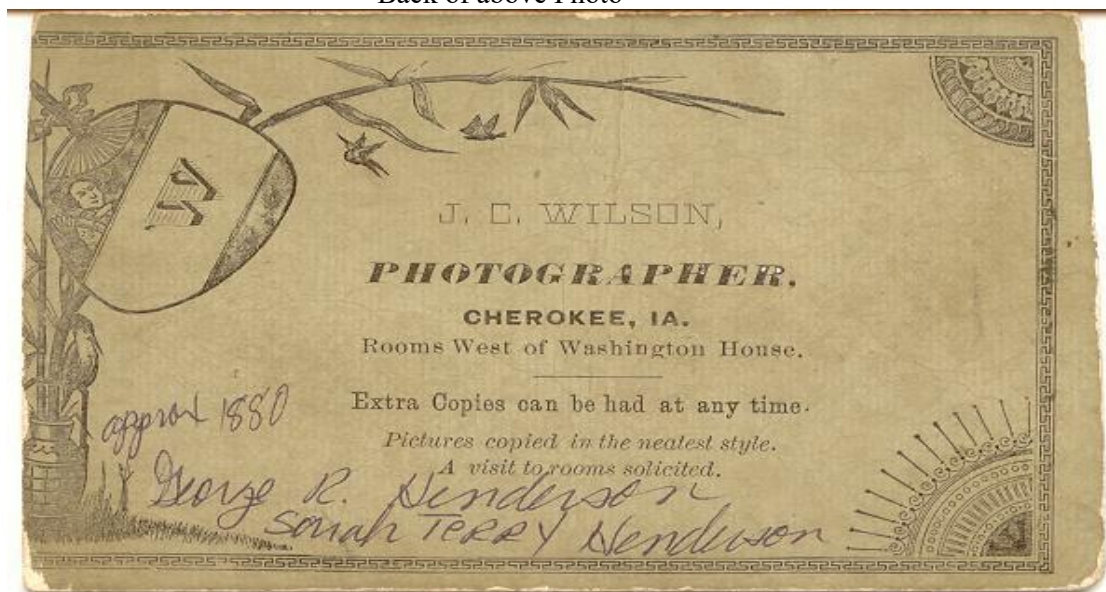 Back of above Photo
W
J. C. WILSON,
PHOTOGRAPHER.
CHEROKEE, IA.
Rooms West of Washington House.
Extra Copies can be had at any time.
Pictures copied in the neatest style.
A visit to rooms solicited.
approx 1880
George R. Henderson
Sarah TERRY Henderson